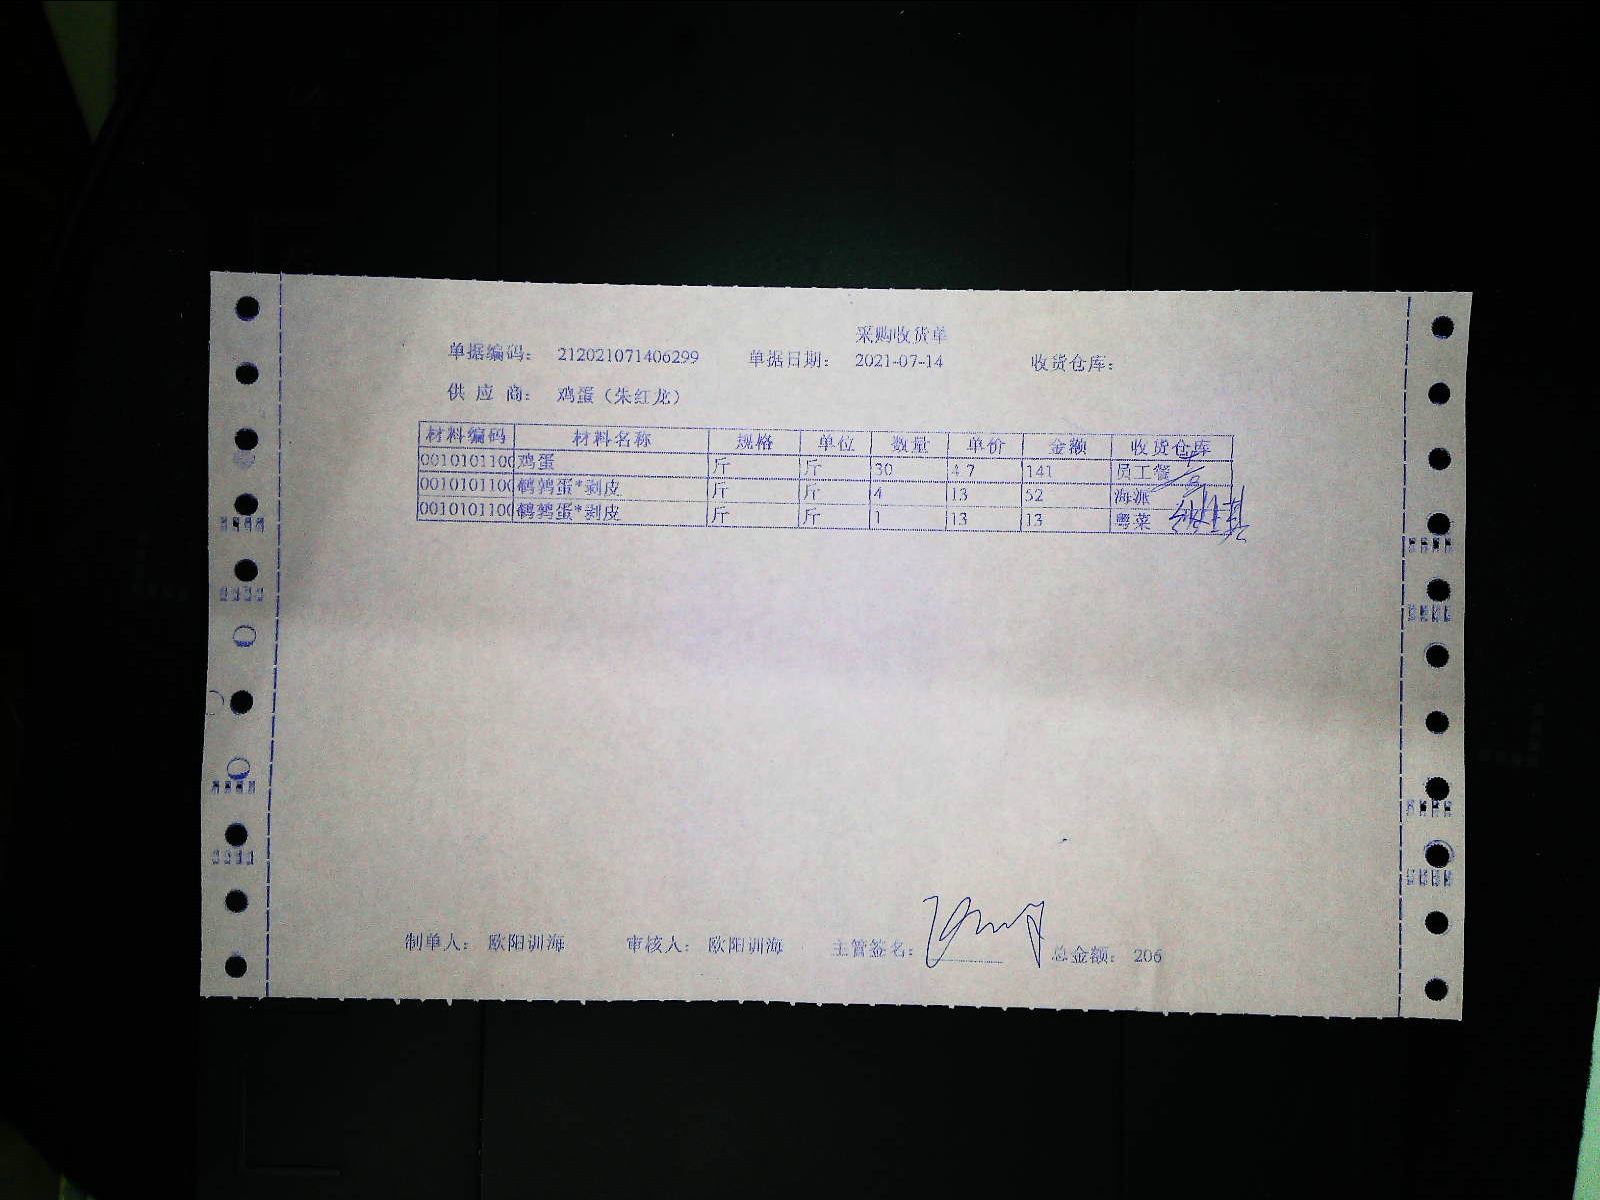 采购收货单
单据编码： 212021071406299 单据日期： 2021-07-14 收货仓库：
供 应 商： 鸡蛋（朱红龙）
材料编码 材料名称 规格 单位 数量 单价 金额 收货仓库
0010101100 鸡蛋 斤 斤 30 4.7 141 员工餐
0010101100 鹌鹑蛋*剥皮 斤 斤 4 13 52 海派
0010101100 鹌鹑蛋*剥皮 斤 斤 1 13 13 粤菜
制单人： 欧阳训海 审核人： 欧阳训海 主管签名： 总金额： 206